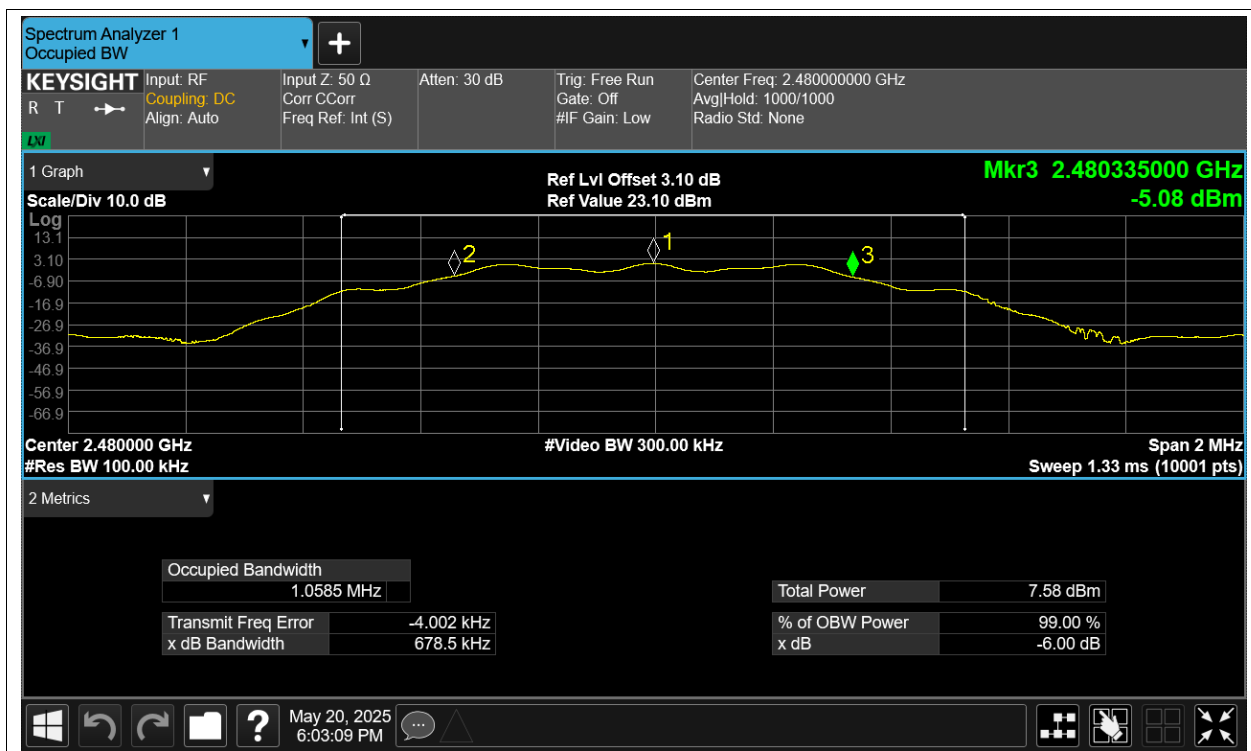 Spectrum Analyzer 1
Occupied BW
KEYSIGHT
R T
LXI
Input: RF
Coupling: DC
Align: Auto
Input Z: 50 Ω
Corr CCorr
Freq Ref: Int (S)
Atten: 30 dB
Trig: Free Run
Gate: Off
#IF Gain: Low
Center Freq: 2.480000000 GHz
Avg|Hold: 1000/1000
Radio Std: None
1 Graph
Scale/Div 10.0 dB
Ref Lvl Offset 3.10 dB
Ref Value 23.10 dBm
Mkr3 2.480335000 GHz
-5.08 dBm
Log
13.1
3.10
-6.90
-16.9
-26.9
-36.9
-46.9
-56.9
-66.9
2
1
3
Center 2.480000 GHz
#Res BW 100.00 kHz
#Video BW 300.00 kHz
Span 2 MHz
Sweep 1.33 ms (10001 pts)
2 Metrics
Occupied Bandwidth
1.0585 MHz
Transmit Freq Error -4.002 kHz
x dB Bandwidth 678.5 kHz
Total Power 7.58 dBm
% of OBW Power 99.00 %
x dB -6.00 dB
?
May 20, 2025
6:03:09 PM